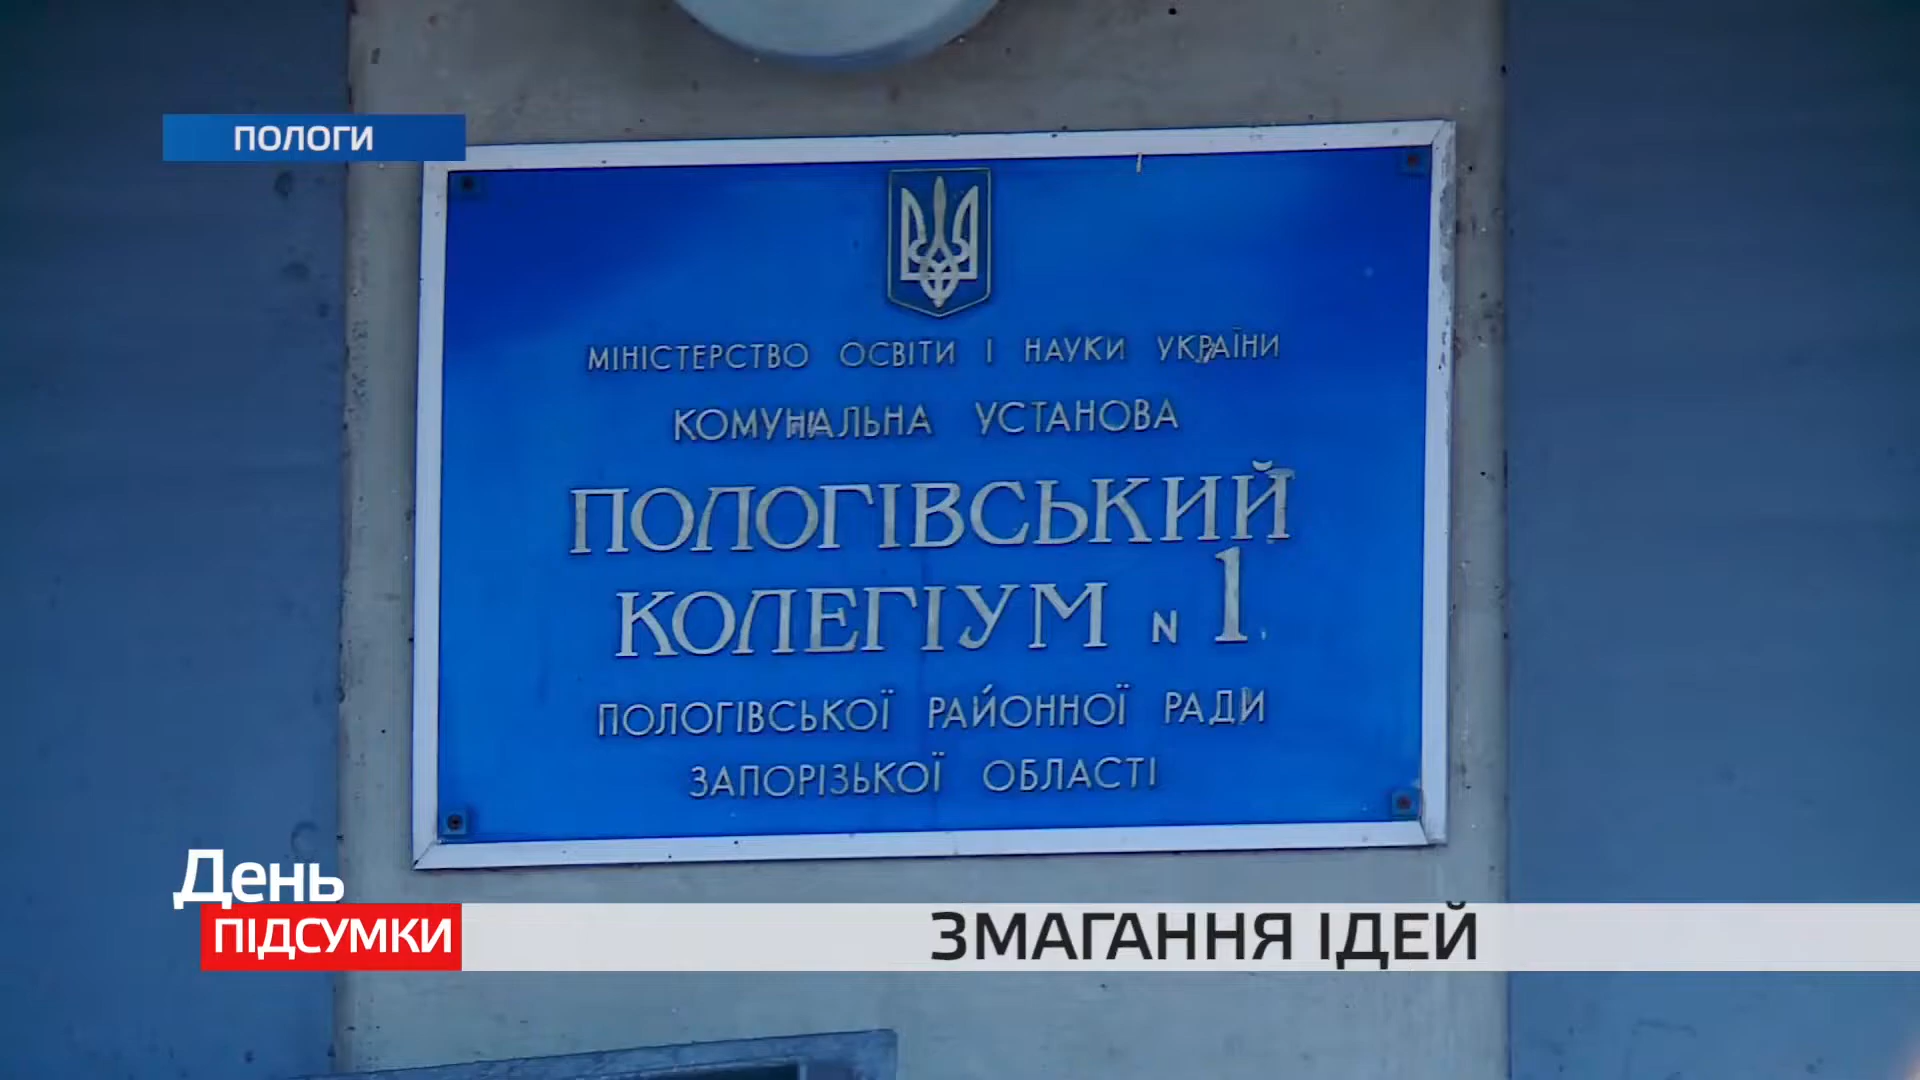 ПОЛОГИ
МІНІСТЕРСТВО ОСВІТИ І НАУКИ УКРАЇНИ
КОМУНАЛЬНА УСТАНОВА
ПОЛОГІВСЬКИЙ
КОЛЕГІУМ N 1
ПОЛОГІВСЬКОЇ РАЙОННОЇ РАДИ
ЗАПОРІЗЬКОЇ ОБЛАСТІ
День
ПІДСУМКИ
ЗМАГАННЯ ІДЕЙ